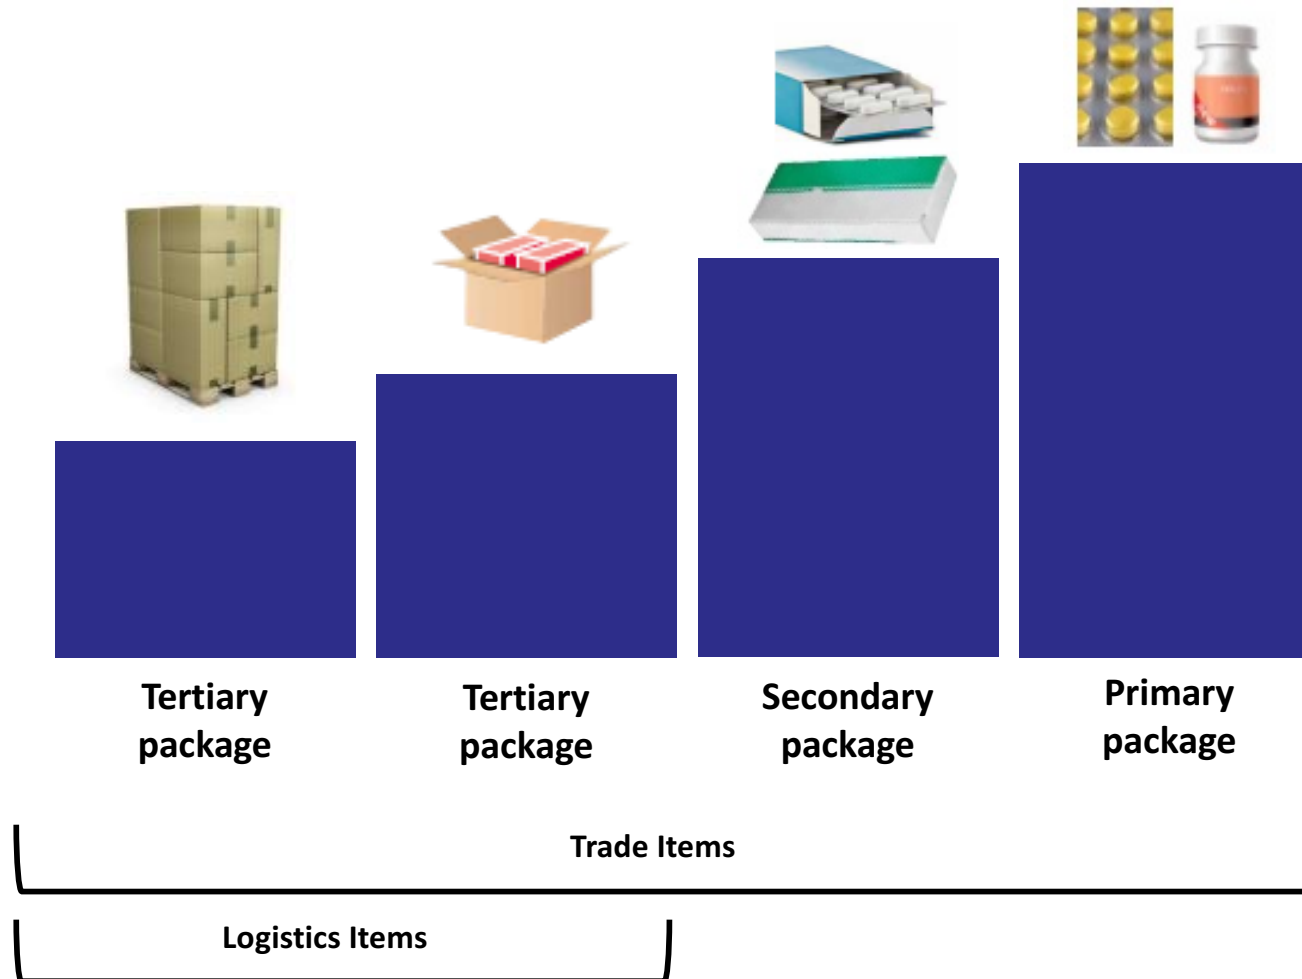 Tertiary
package
Tertiary
package
Secondary
package
Primary
package
Trade Items
Logistics Items